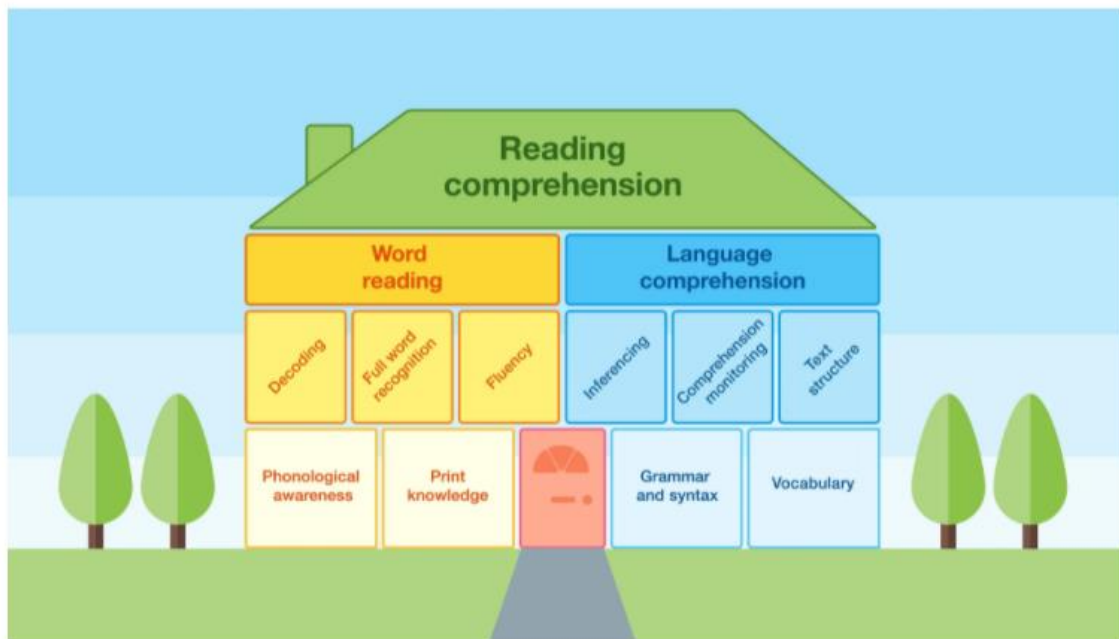 Reading
comprehension
Word
reading
Language
comprehension
Decoding
Full word
recognition
Fluency
Inferencing
Comprehension
monitoring
Text
structure
Phonological
awareness
Print
knowledge
Grammar
and syntax
Vocabulary